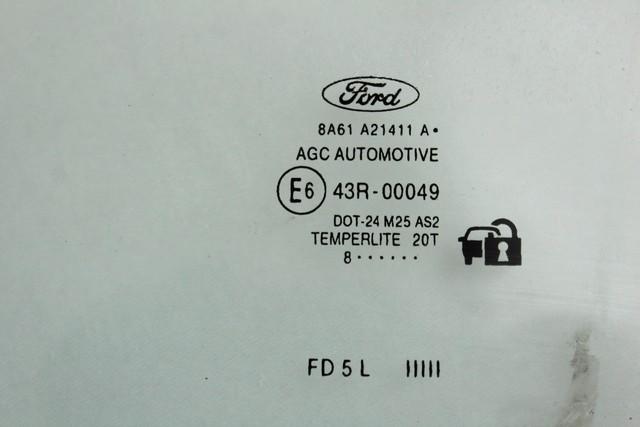 Ford
8A61 A21411 A•
AGC AUTOMOTIVE
E6 43R-00049
DOT-24 M25 AS2
TEMPERLITE 20T
8 ······
FD 5 L IIIII